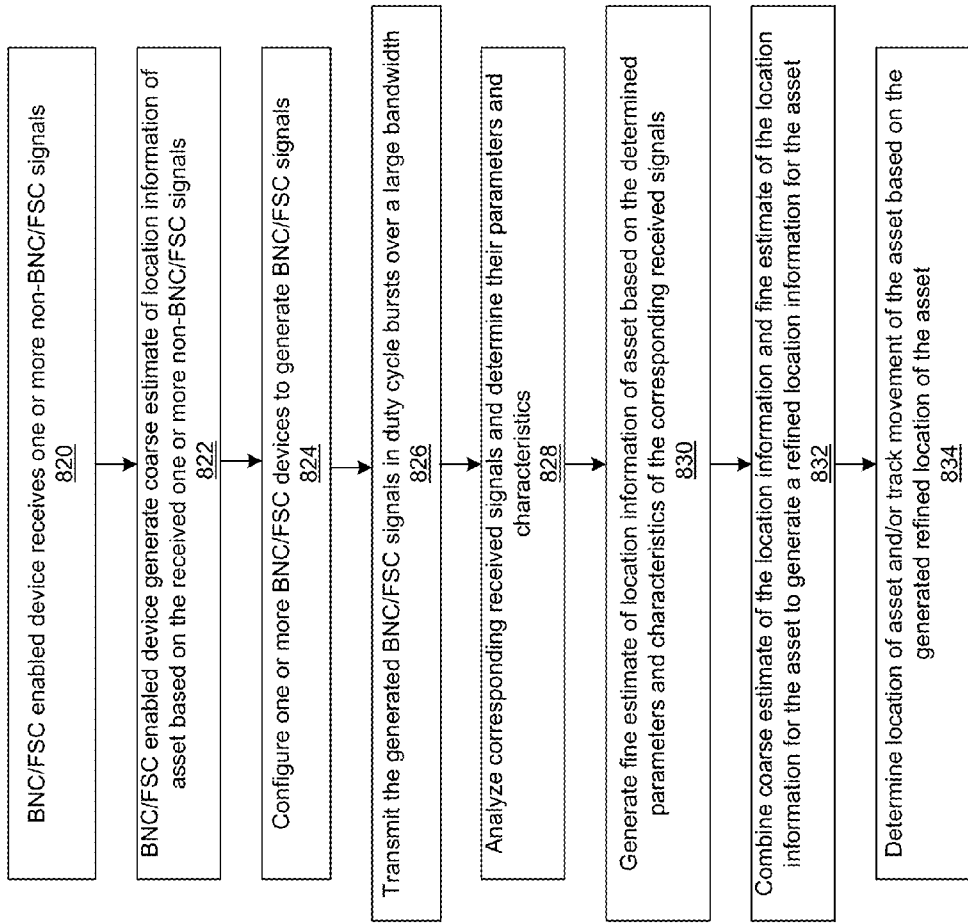 BNC/FSC enabled device receives one or more non-BNC/FSC signals
820
BNC/FSC enabled device generate coarse estimate of location information of
asset based on the received one or more non-BNC/FSC signals
822
Configure one or more BNC/FSC devices to generate BNC/FSC signals
824
Transmit the generated BNC/FSC signals in duty cycle bursts over a large bandwidth
826
Analyze corresponding received signals and determine their parameters and
characteristics
828
Generate fine estimate of location information of asset based on the determined
parameters and characteristics of the corresponding received signals
830
Combine coarse estimate of the location information and fine estimate of the location
information for the asset to generate a refined location information for the asset
832
Determine location of asset and/or track movement of the asset based on the
generated refined location of the asset
834